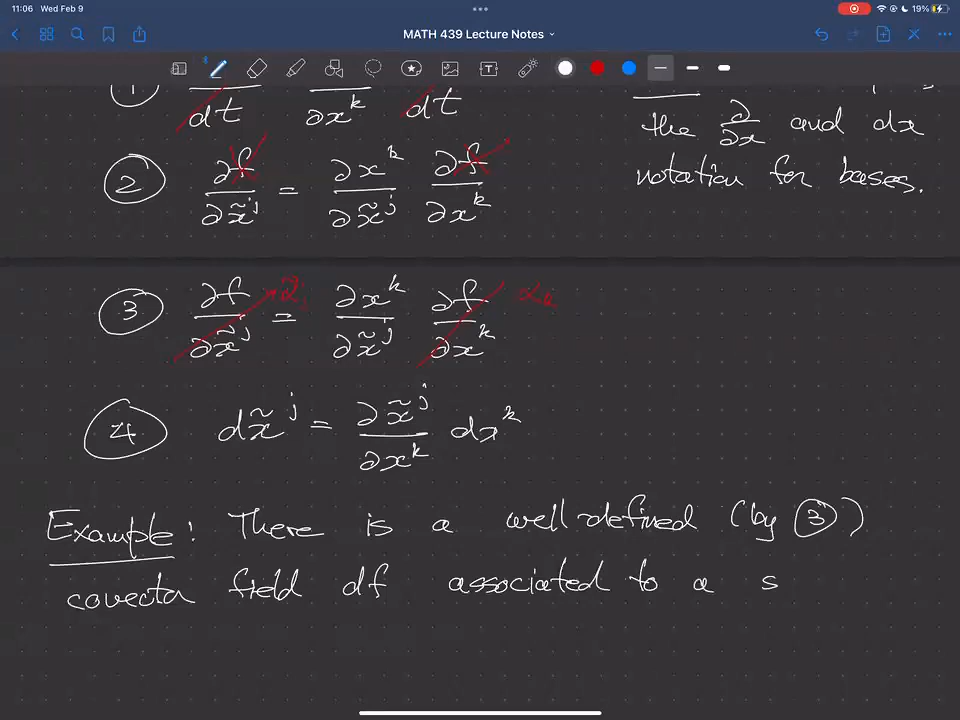 11:06 Wed Feb 9
19%
MATH 439 Lecture Notes
① dt ∂x^k dt
the ∂/∂x and dx
notation for bases.
② ∂f/∂x̃^j = ∂x^k/∂x̃^j ∂f/∂x^k
③ ∂f/∂x̃^j = ∂x^k/∂x̃^j ∂f/∂x^k
④ dx̃^j = ∂x̃^j/∂x^k dx^k
Example: There is a well-defined (by ③)
covector field df associated to a s